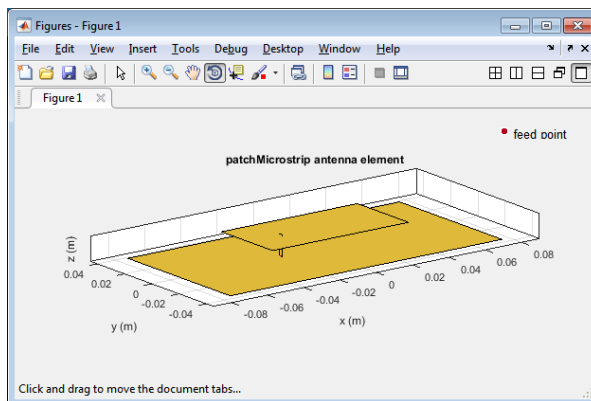 Figures - Figure 1
File Edit View Insert Tools Debug Desktop Window Help
Figure 1
feed point
patchMicrostrip antenna element
z (m)
0.04
0.02
0
-0.02
-0.04
y (m)
-0.08
-0.06
-0.04
-0.02
0
0.02
0.04
0.06
0.08
x (m)
Click and drag to move the document tabs...